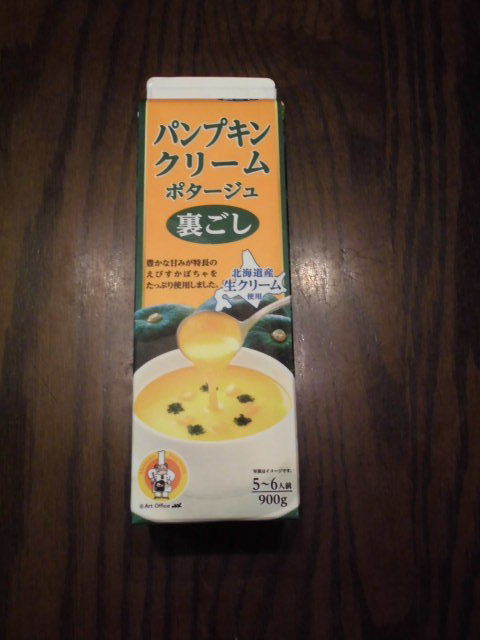 パンプキン
クリーム
ポタージュ
裏ごし
豊かな甘みが特長の
えびすかぼちゃを
たっぷり使用しました。
北海道産
生クリーム
使用
写真はイメージです。
5〜6人前
900g
©Art Office